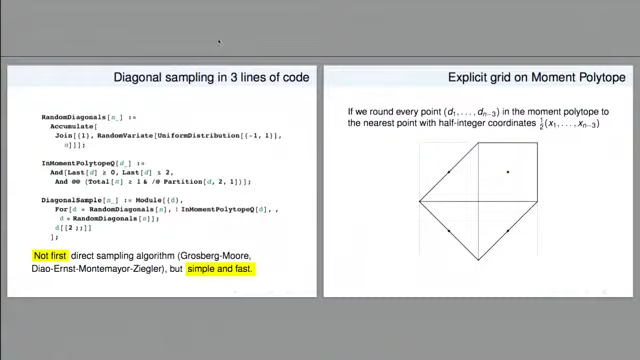 Diagonal sampling in 3 lines of code
RandomDiagonals[n_] :=
Accumulate[
Join[{1}, RandomVariate[UniformDistribution[{-1, 1}],
n]]];
InMomentPolytopeQ[d_] :=
And[Last[d] ≥ 0, Last[d] ≤ 2,
And @@ (Total[#] ≥ 1 & /@ Partition[d, 2, 1])];
DiagonalSample[n_] := Module[{d},
For[d = RandomDiagonals[n], ! InMomentPolytopeQ[d], ,
d = RandomDiagonals[n]];
d[[2 ;;]]
];
Not first direct sampling algorithm (Grosberg-Moore,
Diao-Ernst-Montemayor-Ziegler), but simple and fast.
Explicit grid on Moment Polytope
If we round every point (d₁, . . . , dₙ₋₃) in the moment polytope to
the nearest point with half-integer coordinates ½(x₁, . . . , xₙ₋₃)